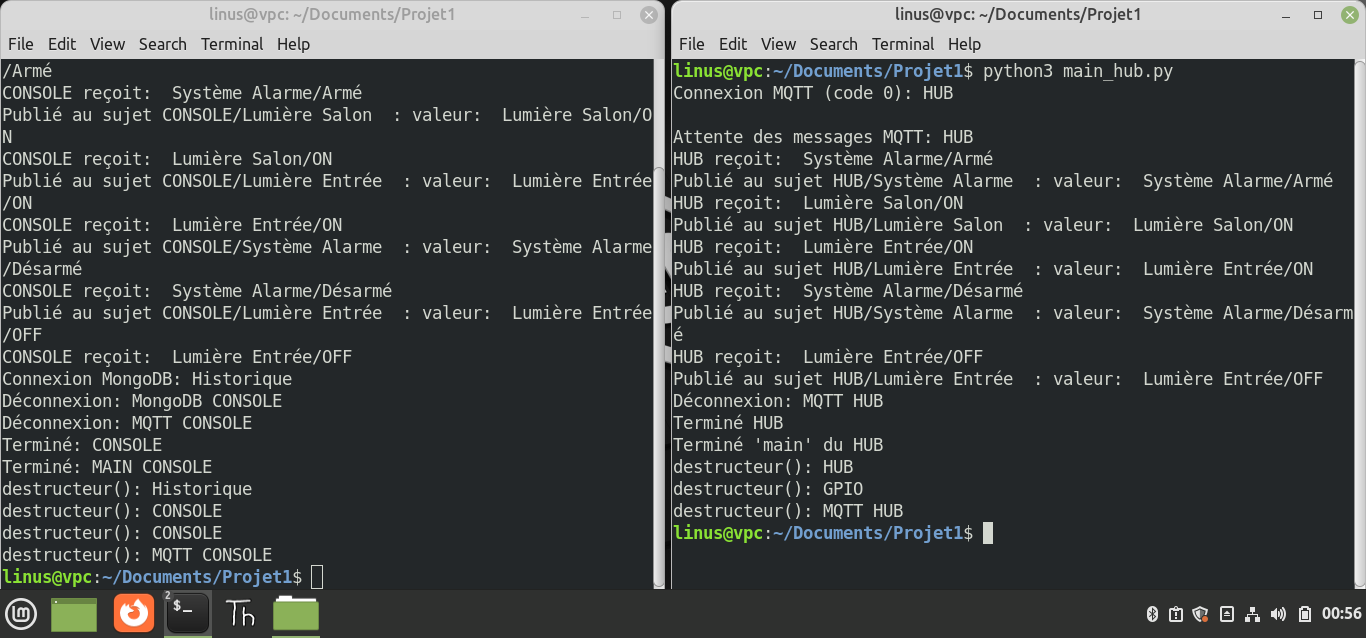 linus@vpc: ~/Documents/Projet1
File Edit View Search Terminal Help
/Armé
CONSOLE reçoit:  Système Alarme/Armé
Publié au sujet CONSOLE/Lumière Salon  : valeur:  Lumière Salon/O
N
CONSOLE reçoit:  Lumière Salon/ON
Publié au sujet CONSOLE/Lumière Entrée  : valeur:  Lumière Entrée
/ON
CONSOLE reçoit:  Lumière Entrée/ON
Publié au sujet CONSOLE/Système Alarme  : valeur:  Système Alarme
/Désarmé
CONSOLE reçoit:  Système Alarme/Désarmé
Publié au sujet CONSOLE/Lumière Entrée  : valeur:  Lumière Entrée
/OFF
CONSOLE reçoit:  Lumière Entrée/OFF
Connexion MongoDB: Historique
Déconnexion: MongoDB CONSOLE
Déconnexion: MQTT CONSOLE
Terminé: CONSOLE
Terminé: MAIN CONSOLE
destructeur(): Historique
destructeur(): CONSOLE
destructeur(): CONSOLE
destructeur(): MQTT CONSOLE
linus@vpc:~/Documents/Projet1$
linus@vpc: ~/Documents/Projet1
File Edit View Search Terminal Help
linus@vpc:~/Documents/Projet1$ python3 main_hub.py
Connexion MQTT (code 0): HUB
Attente des messages MQTT: HUB
HUB reçoit:  Système Alarme/Armé
Publié au sujet HUB/Système Alarme  : valeur:  Système Alarme/Armé
HUB reçoit:  Lumière Salon/ON
Publié au sujet HUB/Lumière Salon  : valeur:  Lumière Salon/ON
HUB reçoit:  Lumière Entrée/ON
Publié au sujet HUB/Lumière Entrée  : valeur:  Lumière Entrée/ON
HUB reçoit:  Système Alarme/Désarmé
Publié au sujet HUB/Système Alarme  : valeur:  Système Alarme/Désarm
é
HUB reçoit:  Lumière Entrée/OFF
Publié au sujet HUB/Lumière Entrée  : valeur:  Lumière Entrée/OFF
Déconnexion: MQTT HUB
Terminé HUB
Terminé 'main' du HUB
destructeur(): HUB
destructeur(): GPIO
destructeur(): MQTT HUB
linus@vpc:~/Documents/Projet1$
2
$_
Th
00:56